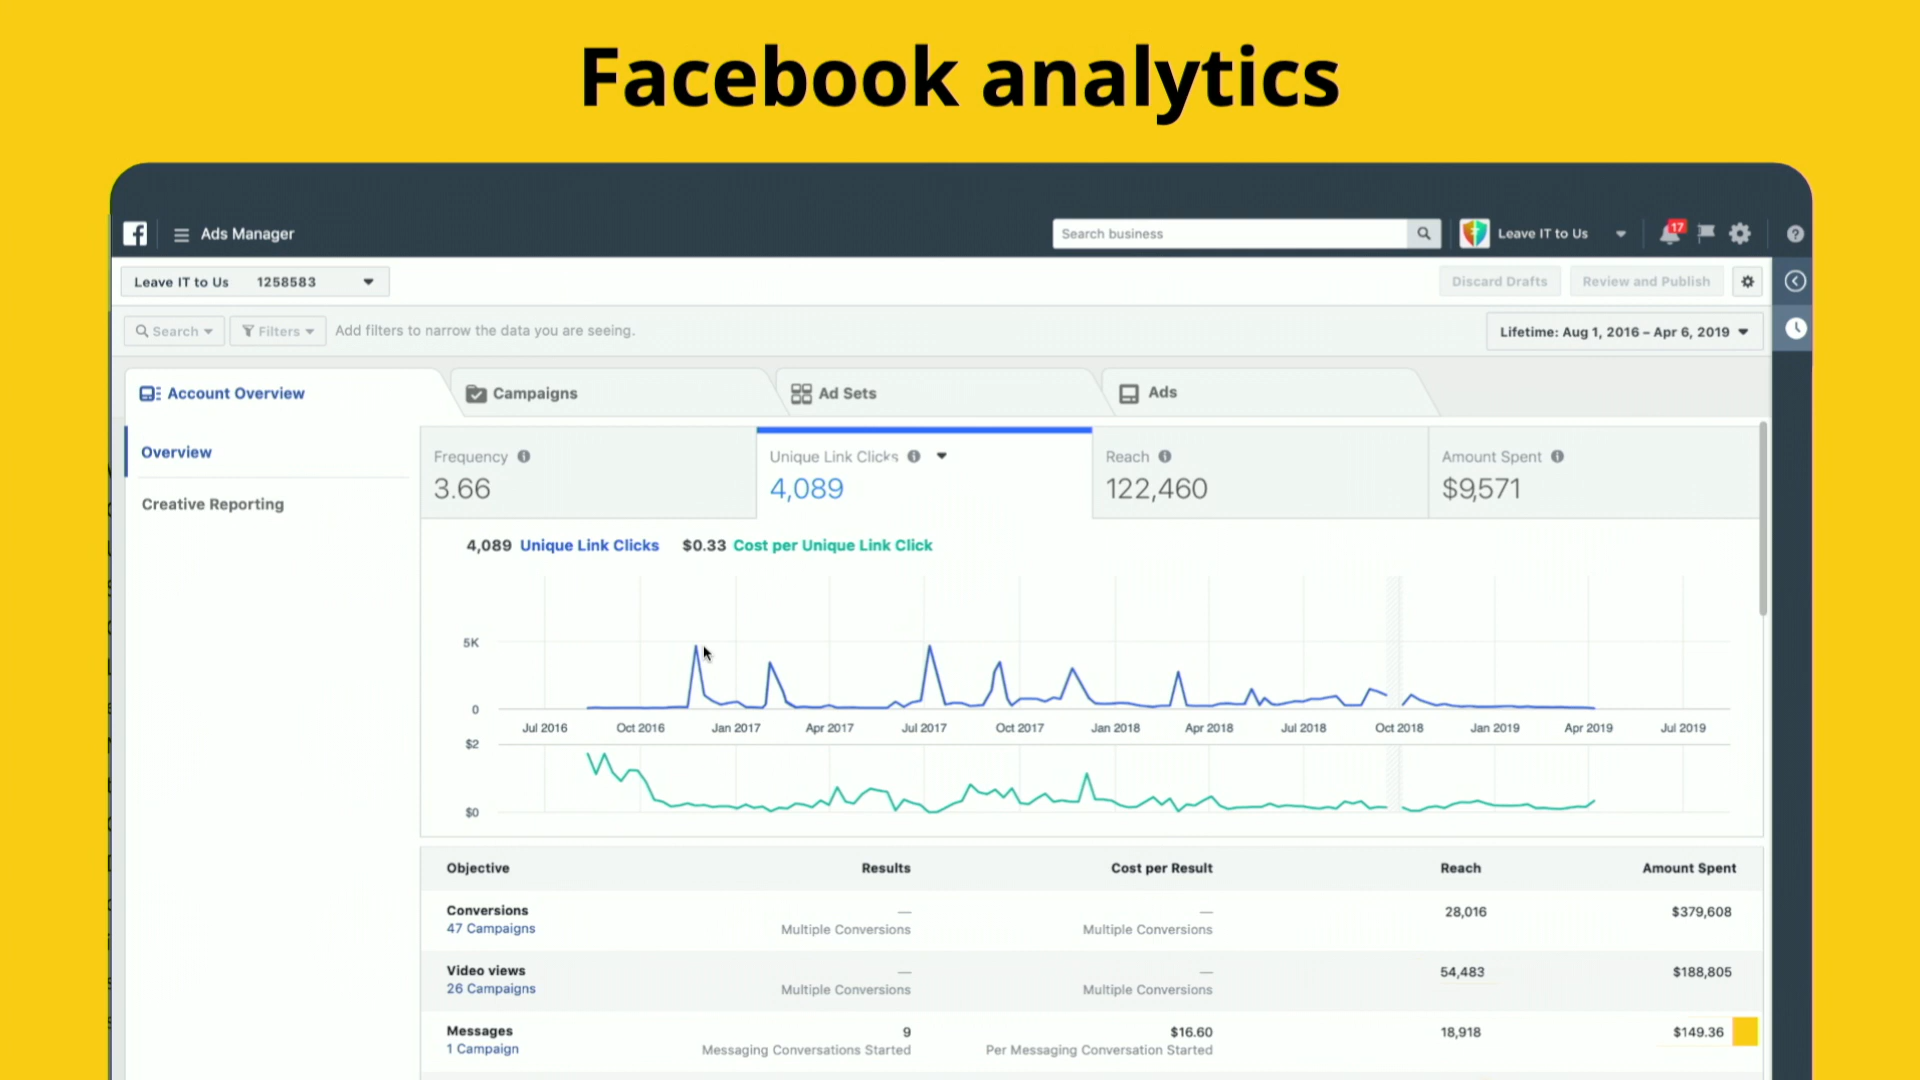 Facebook analytics
Ads Manager
Search business
Leave IT to Us
17
Leave IT to Us 1258583
Discard Drafts
Review and Publish
Search
Filters
Add filters to narrow the data you are seeing.
Lifetime: Aug 1, 2016 – Apr 6, 2019
Account Overview
Campaigns
Ad Sets
Ads
Overview
Creative Reporting
Frequency
3.66
Unique Link Clicks
4,089
Reach
122,460
Amount Spent
$9,571
4,089 Unique Link Clicks $0.33 Cost per Unique Link Click
5K
0
Jul 2016 Oct 2016 Jan 2017 Apr 2017 Jul 2017 Oct 2017 Jan 2018 Apr 2018 Jul 2018 Oct 2018 Jan 2019 Apr 2019 Jul 2019
$2
$0
Objective Results Cost per Result Reach Amount Spent
Conversions — — 28,016 $379,608
47 Campaigns Multiple Conversions Multiple Conversions
Video views — — 54,483 $188,805
26 Campaigns Multiple Conversions Multiple Conversions
Messages 9 $16.60 18,918 $149.36
1 Campaign Messaging Conversations Started Per Messaging Conversation Started